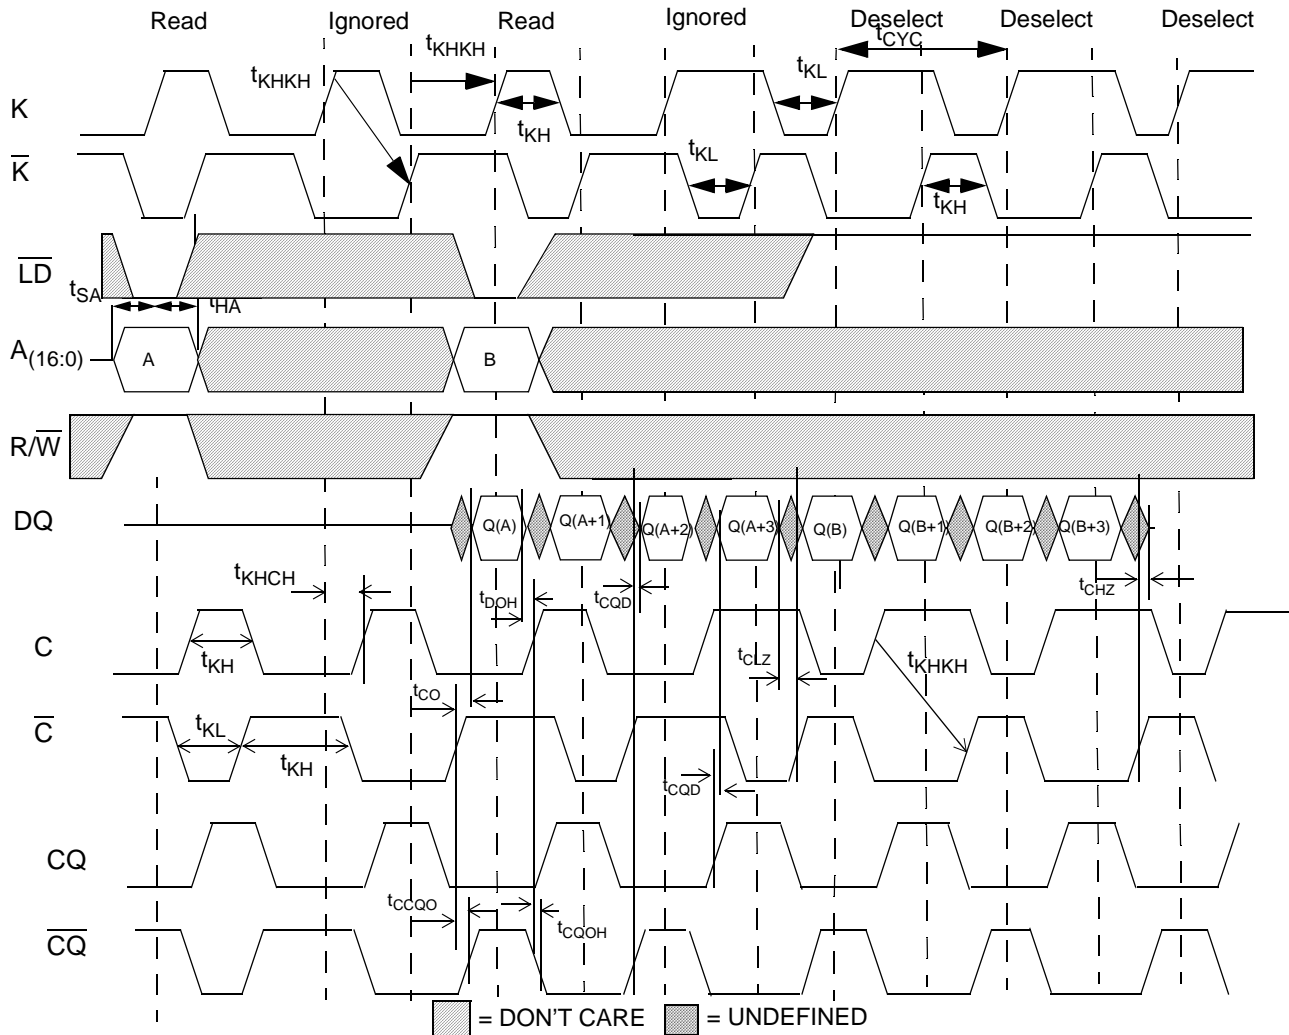 Read Ignored Read Ignored Deselect Deselect Deselect
tCYC
tKHKH
tKHKH
tKL
K
tKH
tKL
K̅
tKH
L̅D̅
tSA
tHA
A(16:0)
A
B
R/W̅
DQ
Q(A) Q(A+1) Q(A+2) Q(A+3) Q(B) Q(B+1) Q(B+2) Q(B+3)
tKHCH
tDOH
tCQD
tCHZ
C
tKH
tCLZ
tKHKH
tCO
C̅
tKL
tKH
tCQD
CQ
tCCQO
tCQOH
C̅Q̅
= DON'T CARE = UNDEFINED